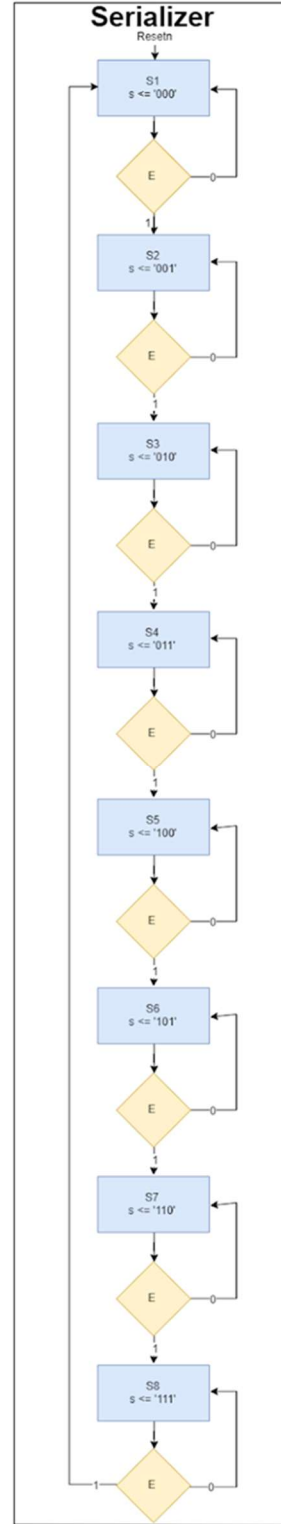 Serializer
Resetn
S1
s <= '000'
E
0
1
S2
s <= '001'
E
0
1
S3
s <= '010'
E
0
1
S4
s <= '011'
E
0
1
S5
s <= '100'
E
0
1
S6
s <= '101'
E
0
1
S7
s <= '110'
E
0
1
S8
s <= '111'
1
E
0